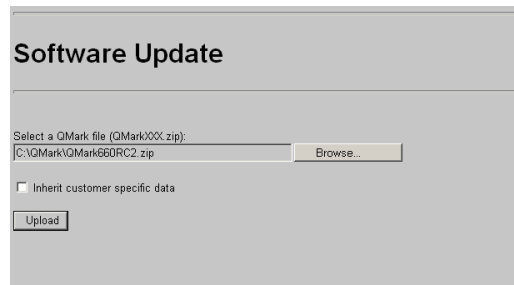 Software Update
Select a QMark file (QMarkXXX.zip):
C:\QMark\QMark660RC2.zip
Browse...
Inherit customer specific data
Upload